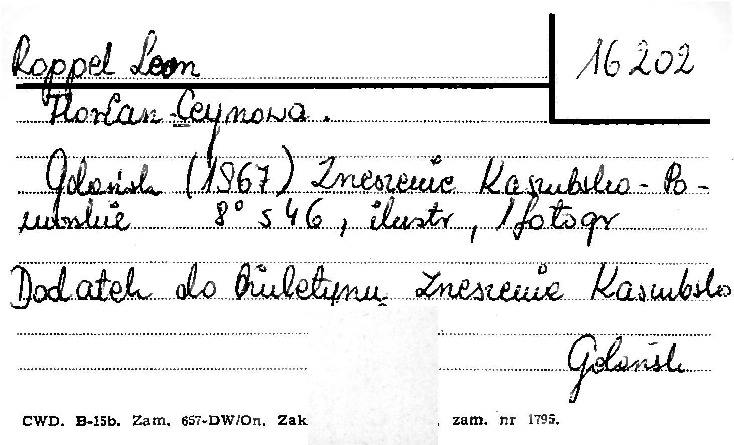 Roppel Leon
16202
Florian Ceynowa.
Gdańsk (1967) Zrzeszenie Kaszubsko-Po-
morskie 8° s 46, ilustr, 1 fotogr
Dodatek do Biuletynu Zrzeszenie Kaszubsko
Gdańsk
CWD. B-15b. Zam. 657-DW/On. Zak zam. nr 1795.